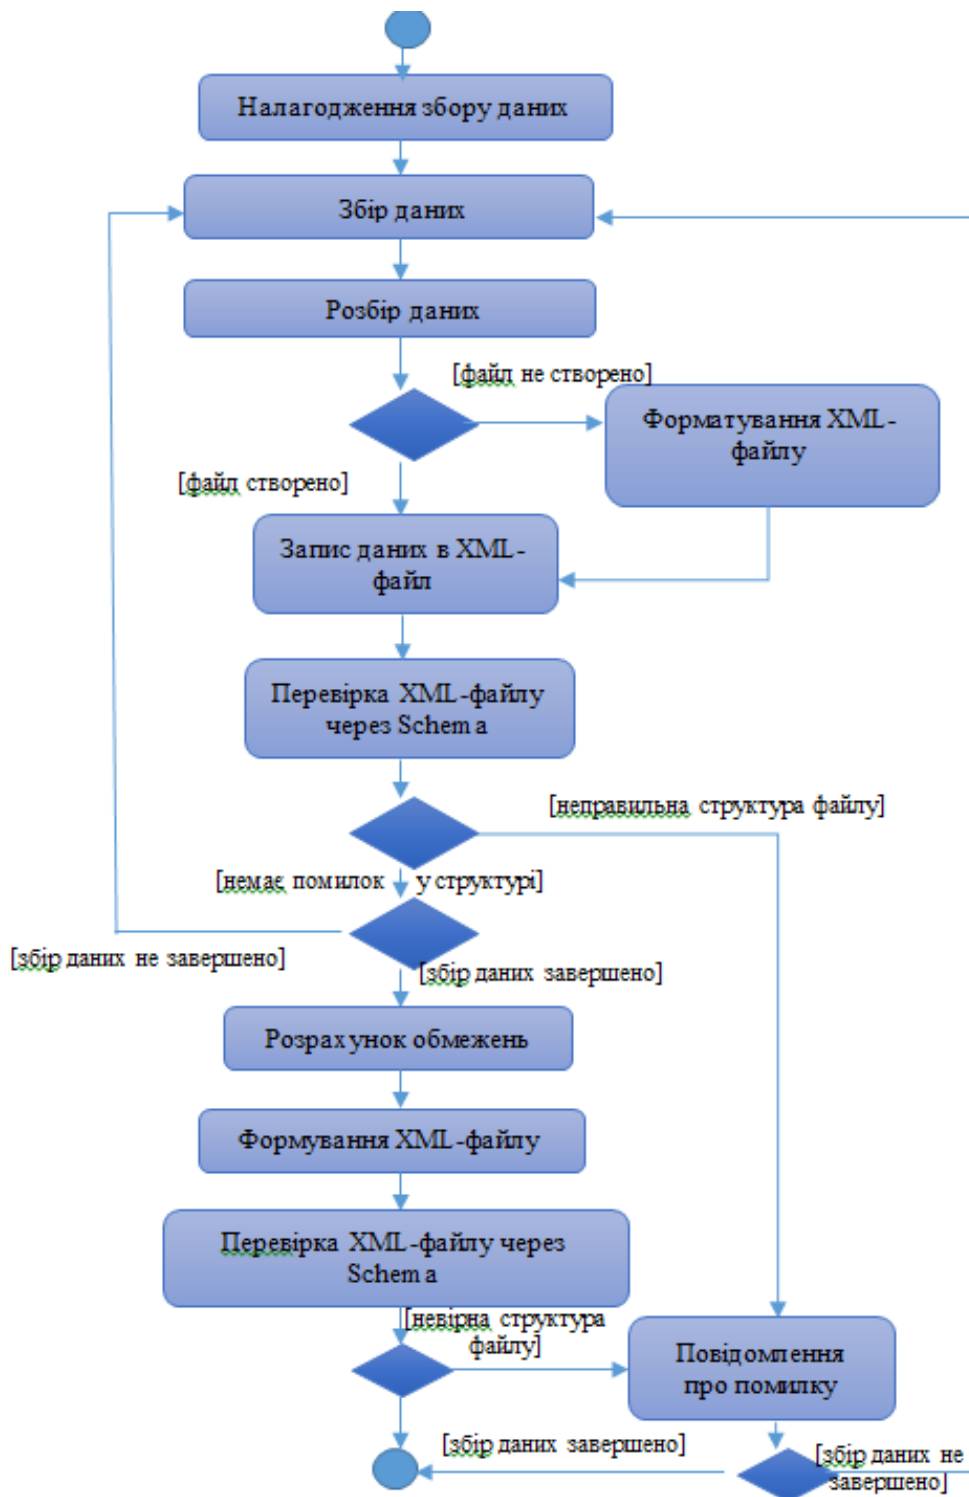 Налагодження збору даних
Збір даних
Розбір даних
[файл не створено]
Форматування XML-
файлу
[файл створено]
Запис даних в XML-
файл
Перевірка XML-файлу
через Schema
[неправильна структура файлу]
[немає помилок у структурі]
[збір даних не завершено]
[збір даних завершено]
Розрахунок обмежень
Формування XML-файлу
Перевірка XML-файлу через
Schema
[невірна структура
файлу]
Повідомлення
про помилку
[збір даних завершено]
[збір даних не
завершено]